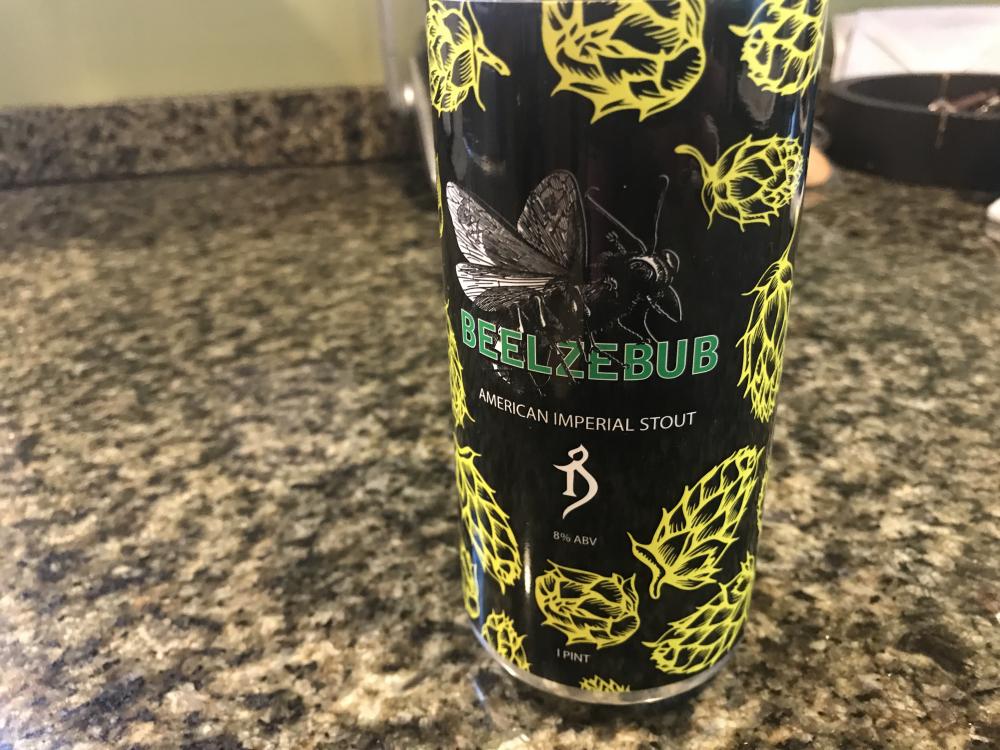 BEELZEBUB
AMERICAN IMPERIAL STOUT
8% ABV
1 PINT